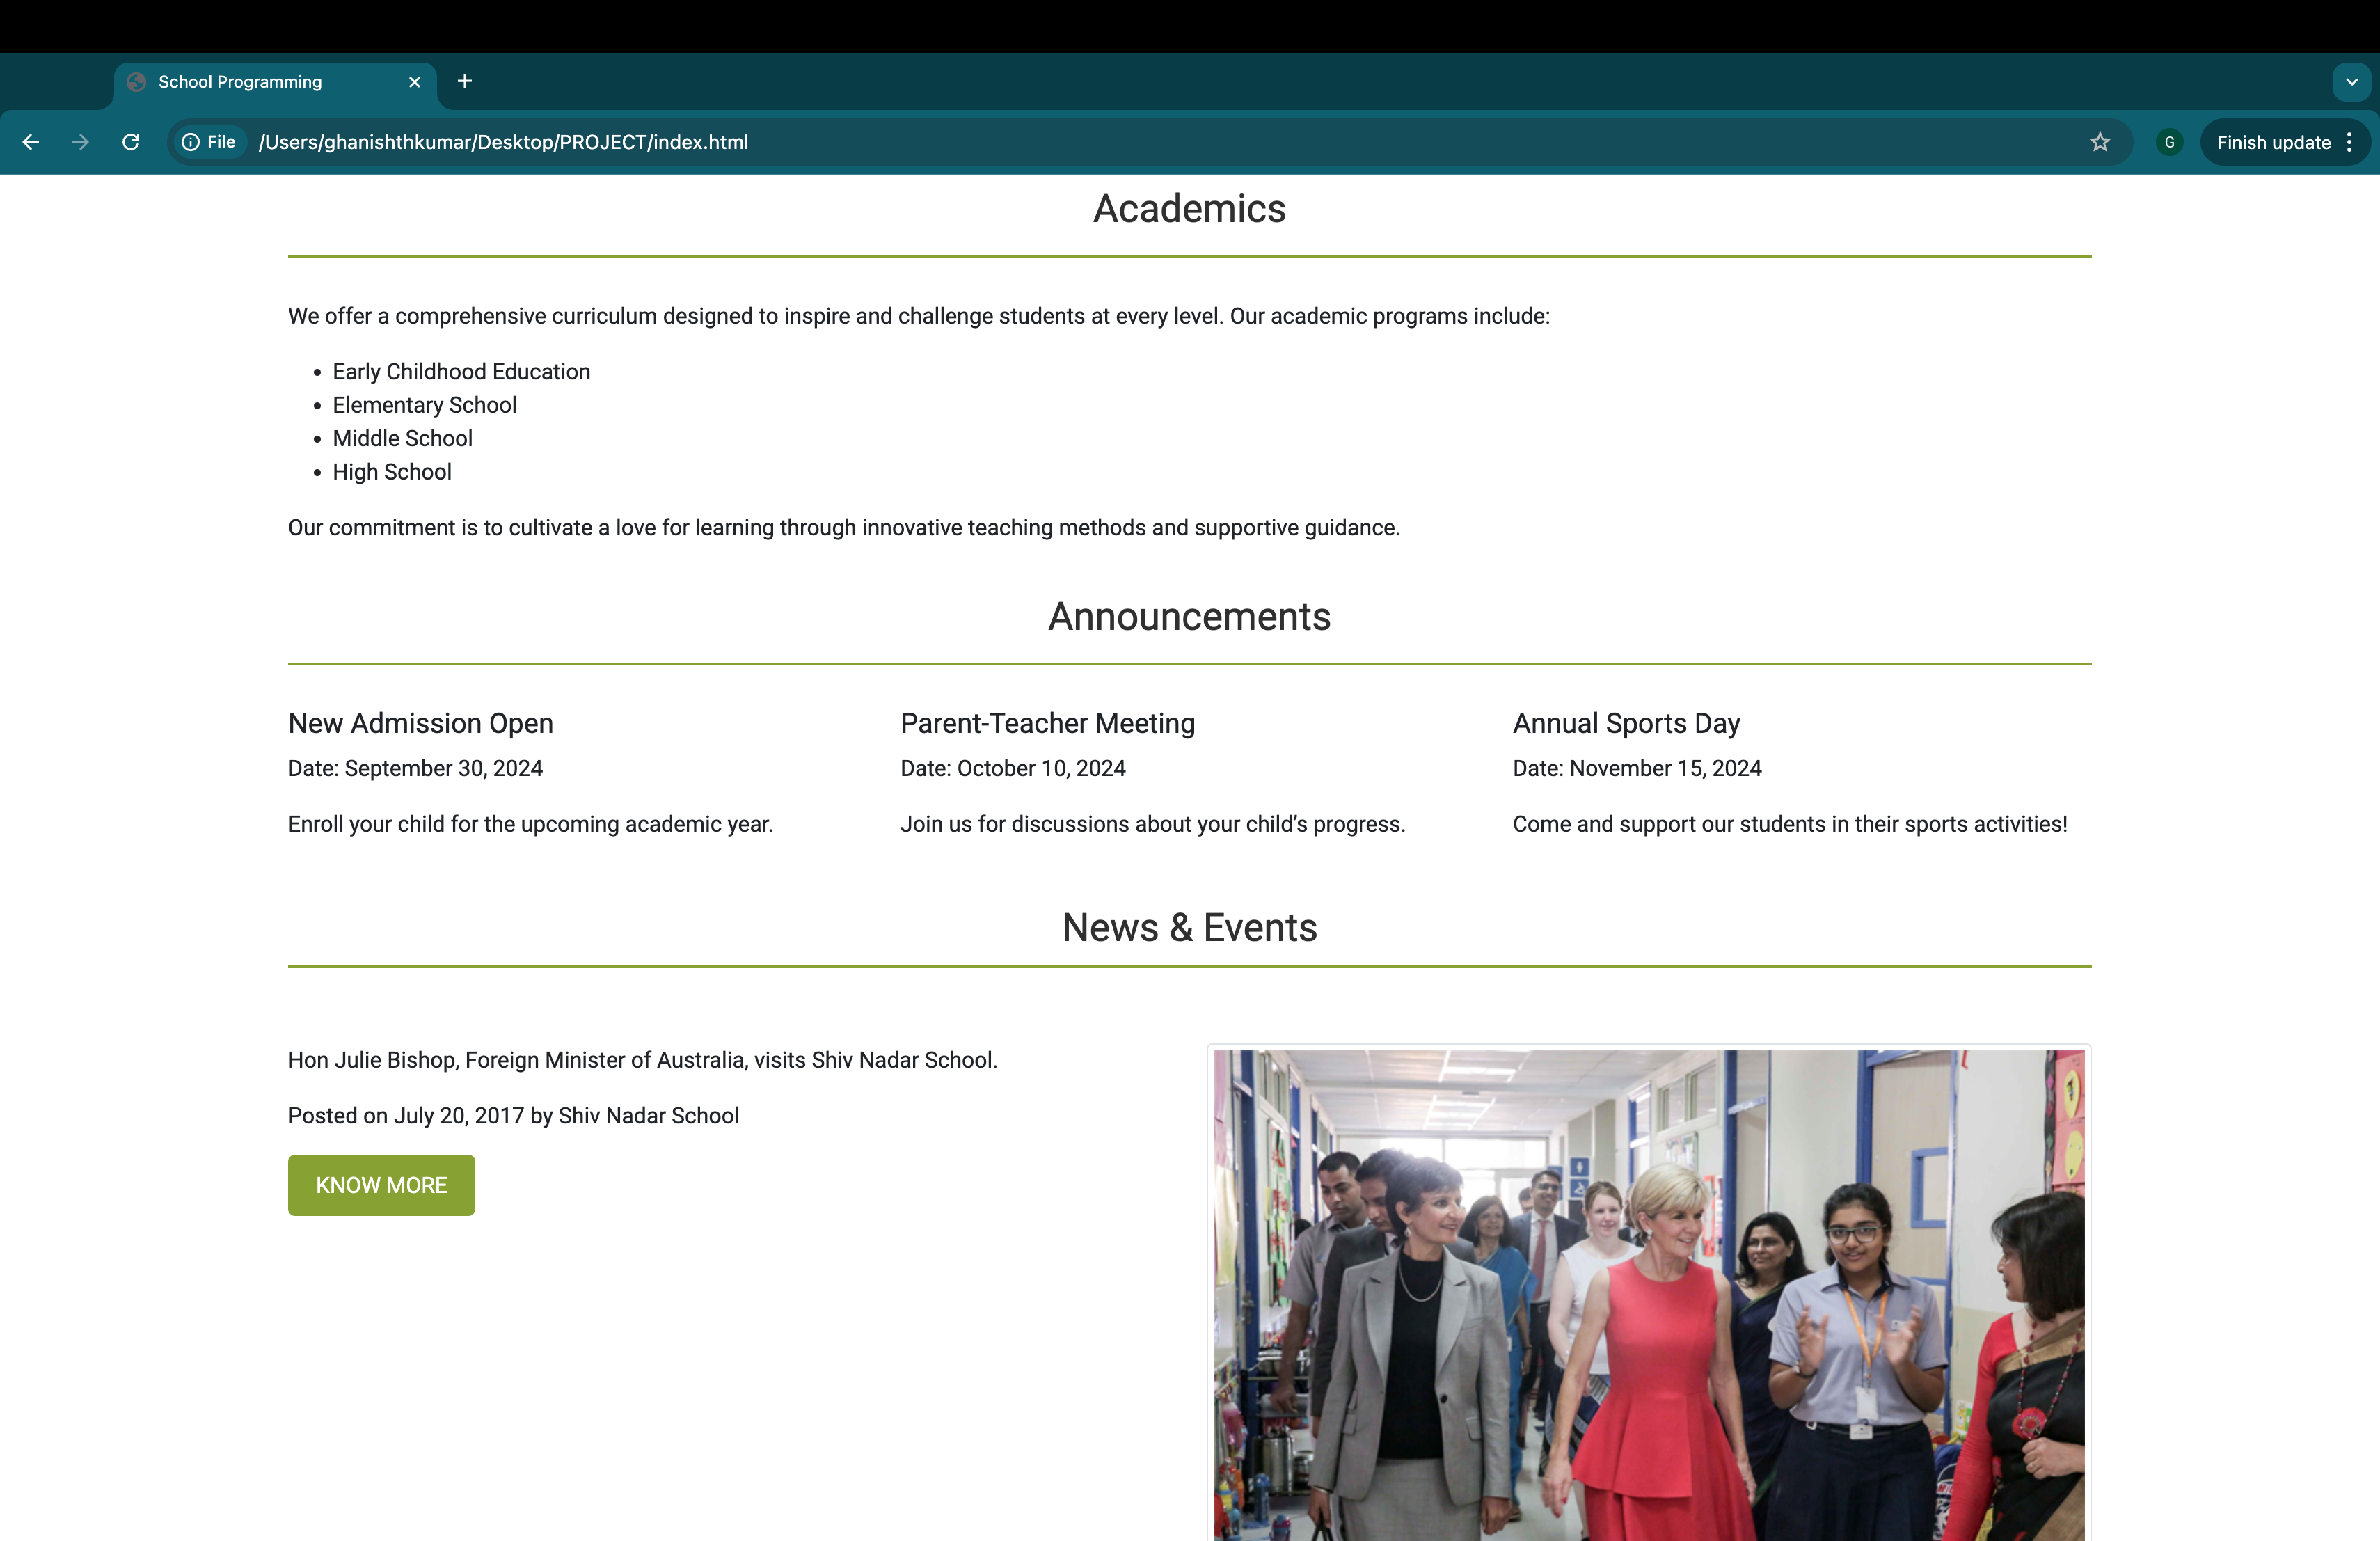 School Programming
File /Users/ghanishthkumar/Desktop/PROJECT/index.html G Finish update
Academics
We offer a comprehensive curriculum designed to inspire and challenge students at every level. Our academic programs include:
• Early Childhood Education
• Elementary School
• Middle School
• High School
Our commitment is to cultivate a love for learning through innovative teaching methods and supportive guidance.
Announcements
New Admission Open
Date: September 30, 2024
Enroll your child for the upcoming academic year.
Parent-Teacher Meeting
Date: October 10, 2024
Join us for discussions about your child’s progress.
Annual Sports Day
Date: November 15, 2024
Come and support our students in their sports activities!
News & Events
Hon Julie Bishop, Foreign Minister of Australia, visits Shiv Nadar School.
Posted on July 20, 2017 by Shiv Nadar School
KNOW MORE